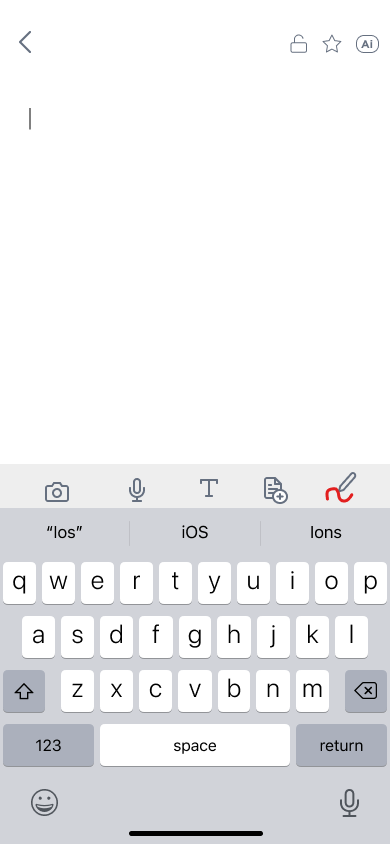 Ai
T
“Ios” iOS Ions
q w e r t y u i o p
a s d f g h j k l
z x c v b n m
123 space return